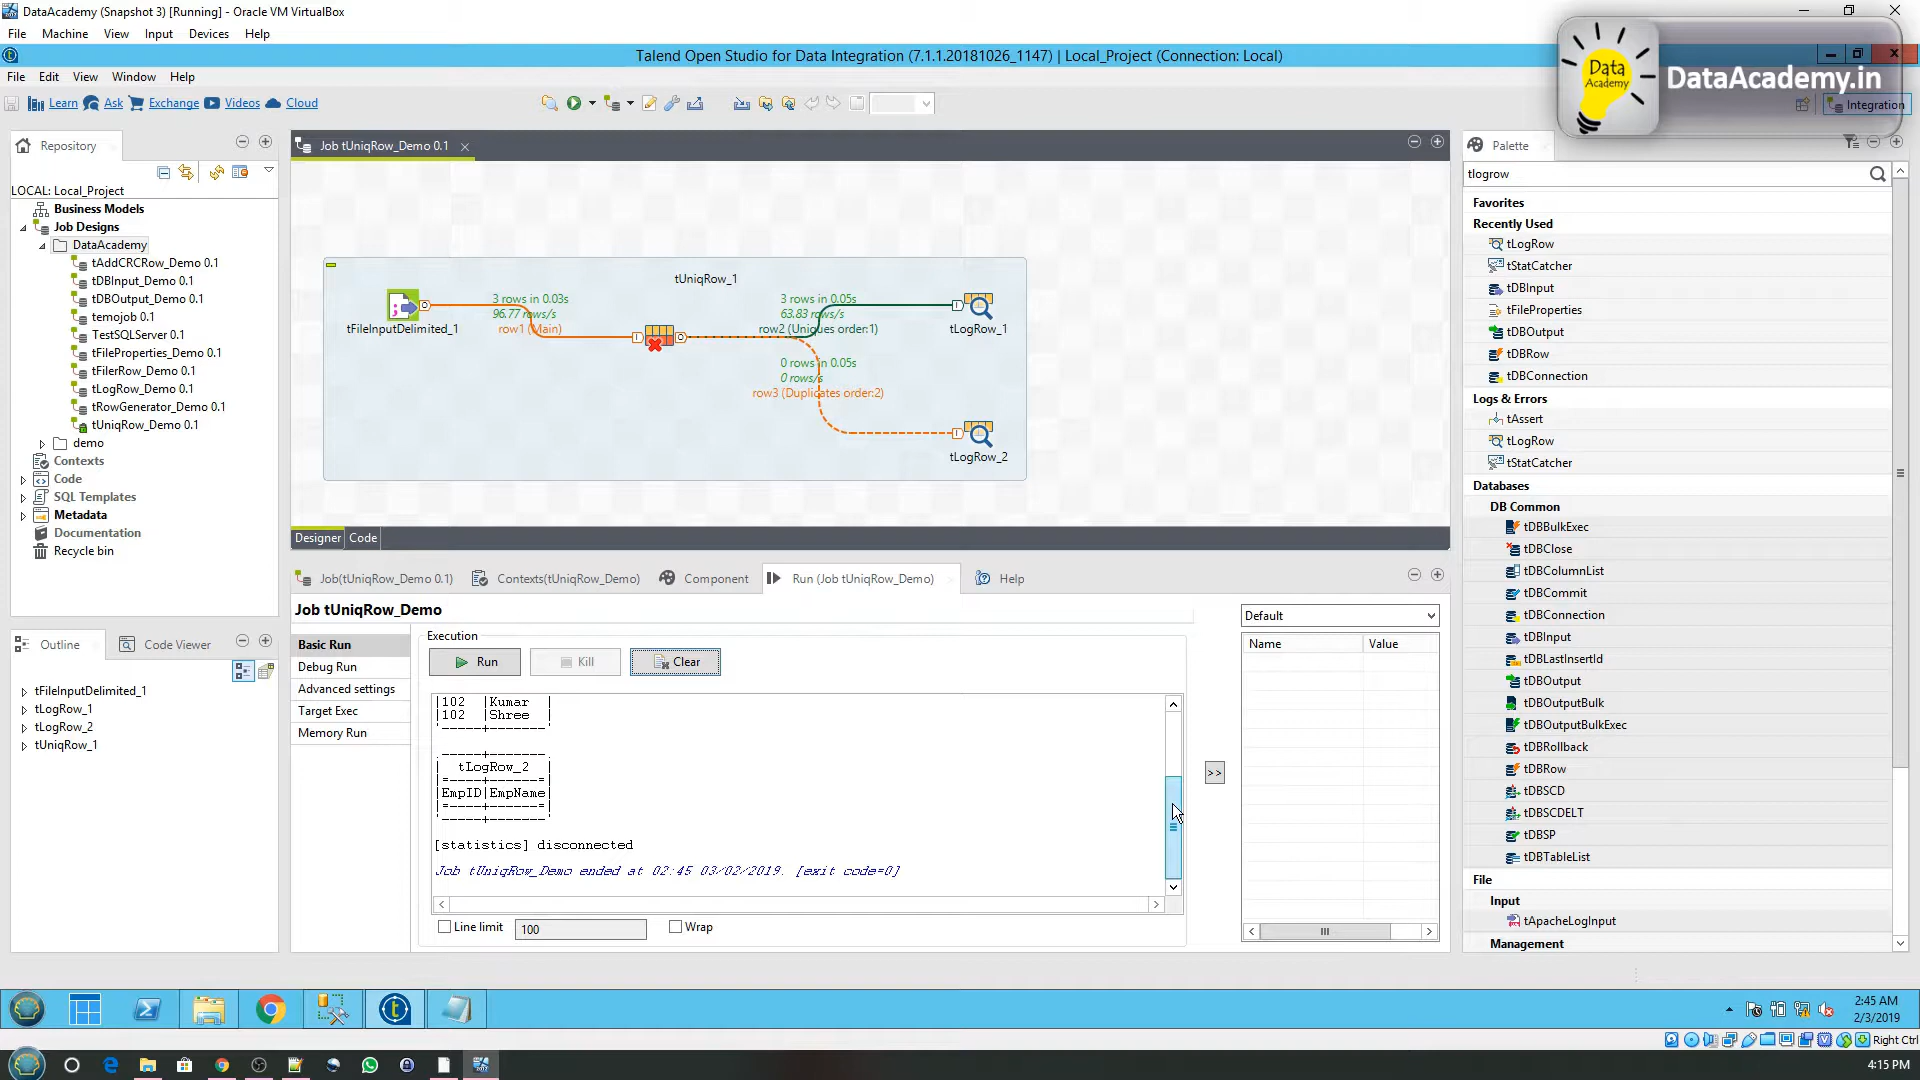 DataAcademy (Snapshot 3) [Running] - Oracle VM VirtualBox
File Machine View Input Devices Help
Talend Open Studio for Data Integration (7.1.1.20181026_1147) | Local_Project (Connection: Local)
File Edit View Window Help
Data Academy
DataAcademy.in
Learn Ask Exchange Videos Cloud
Integration
Repository
LOCAL: Local_Project
Business Models
Job Designs
DataAcademy
tAddCRCRow_Demo 0.1
tDBInput_Demo 0.1
tDBOutput_Demo 0.1
temojob 0.1
TestSQLServer 0.1
tFileProperties_Demo 0.1
tFilerRow_Demo 0.1
tLogRow_Demo 0.1
tRowGenerator_Demo 0.1
tUniqRow_Demo 0.1
demo
Contexts
Code
SQL Templates
Metadata
Documentation
Recycle bin
Outline Code Viewer
tFileInputDelimited_1
tLogRow_1
tLogRow_2
tUniqRow_1
Job tUniqRow_Demo 0.1
tUniqRow_1
3 rows in 0.03s
96.77 rows/s
row1 (Main)
tFileInputDelimited_1
3 rows in 0.05s
63.83 rows/s
row2 (Uniques order:1)
tLogRow_1
0 rows in 0.05s
0 rows/s
row3 (Duplicates order:2)
tLogRow_2
Designer Code
Job(tUniqRow_Demo 0.1) Contexts(tUniqRow_Demo) Component Run (Job tUniqRow_Demo) Help
Job tUniqRow_Demo
Basic Run
Debug Run
Advanced settings
Target Exec
Memory Run
Execution
Run Kill Clear
|102 |Kumar |
|102 |Shree |
'-----+-------'
.-----+-------.
| tLogRow_2 |
|=----+------=|
|EmpID|EmpName|
|=----+------=|
'-----+-------'
[statistics] disconnected
Job tUniqRow_Demo ended at 02:45 03/02/2019. [exit code=0]
Line limit 100 Wrap
>>
Default
Name Value
Palette
tlogrow
Favorites
Recently Used
tLogRow
tStatCatcher
tDBInput
tFileProperties
tDBOutput
tDBRow
tDBConnection
Logs & Errors
tAssert
tLogRow
tStatCatcher
Databases
DB Common
tDBBulkExec
tDBClose
tDBColumnList
tDBCommit
tDBConnection
tDBInput
tDBLastInsertId
tDBOutput
tDBOutputBulk
tDBOutputBulkExec
tDBRollback
tDBRow
tDBSCD
tDBSCDELT
tDBSP
tDBTableList
File
Input
tApacheLogInput
Management
2:45 AM
2/3/2019
Right Ctrl
4:15 PM